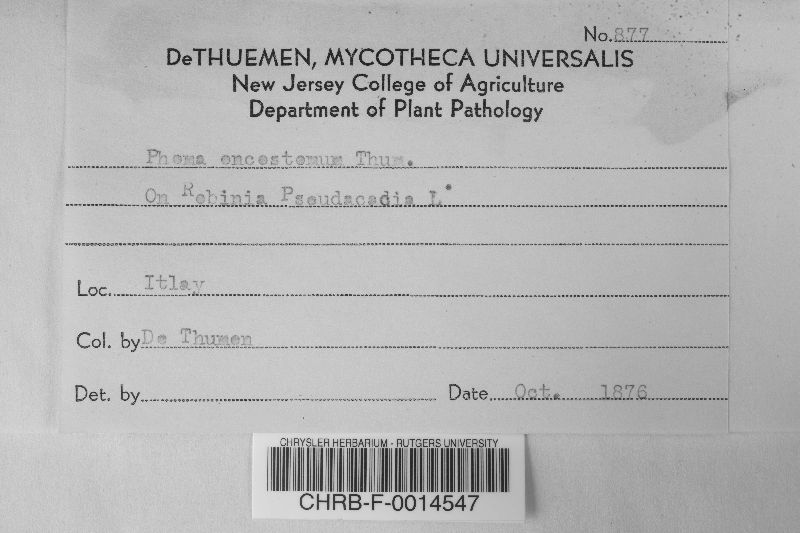 No. 877
DeTHUEMEN, MYCOTHECA UNIVERSALIS
New Jersey College of Agriculture
Department of Plant Pathology
Phoma oncostomum Thum.
On Robinia Pseudacadia L.
Loc. Itlay
Col. by De Thumen
Det. by Date Oct. 1876
CHRYSLER HERBARIUM - RUTGERS UNIVERSITY
CHRB-F-0014547